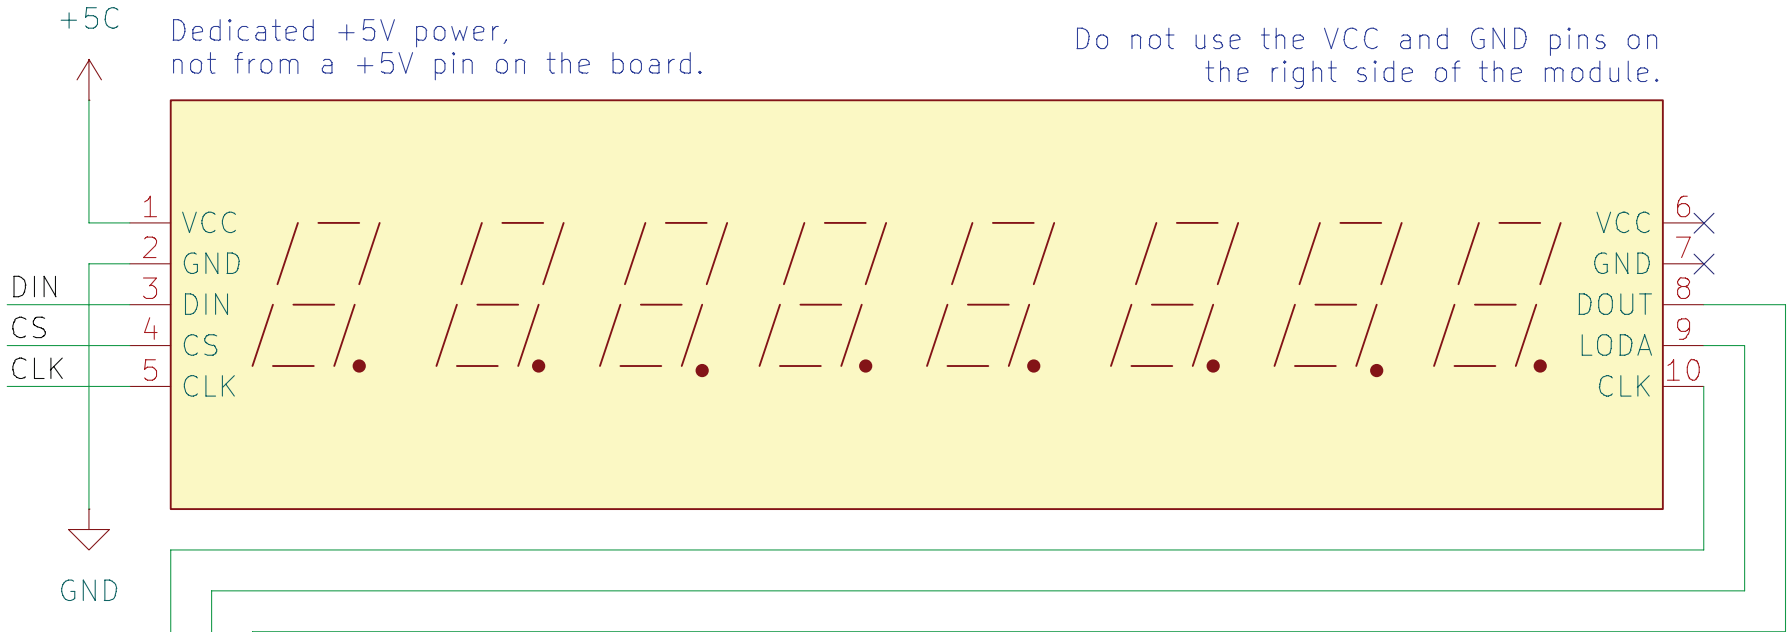 +5C
Dedicated +5V power,
not from a +5V pin on the board.
Do not use the VCC and GND pins on
the right side of the module.
1 VCC
2 GND
DIN 3 DIN
CS 4 CS
CLK 5 CLK
VCC 6
GND 7
DOUT 8
LODA 9
CLK 10
GND